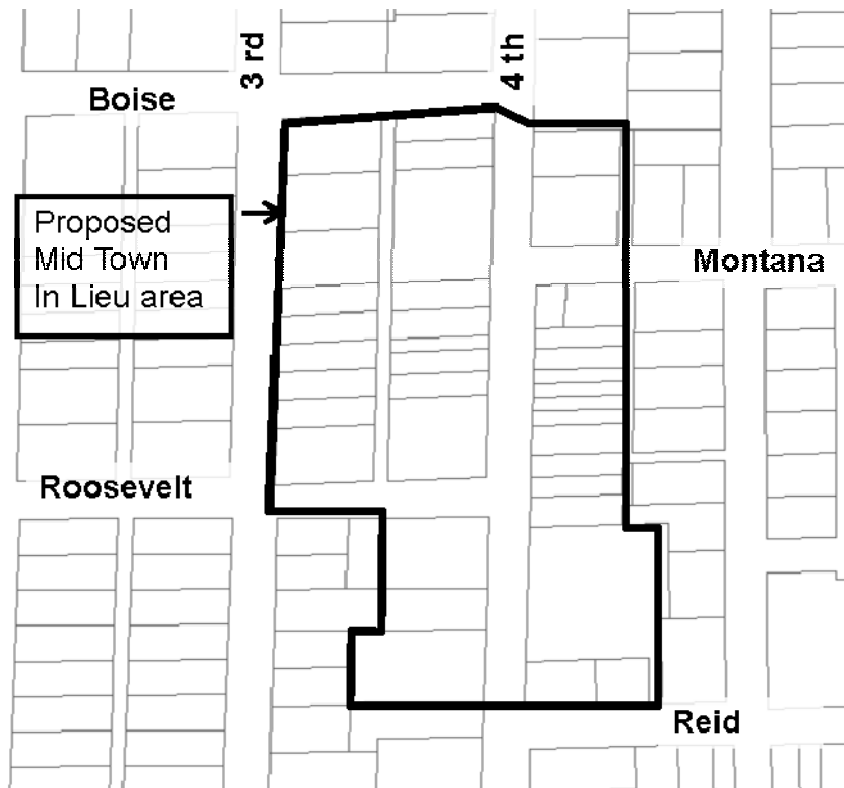 3 rd
4 th
Boise
Proposed
Mid Town
In Lieu area
Montana
Roosevelt
Reid